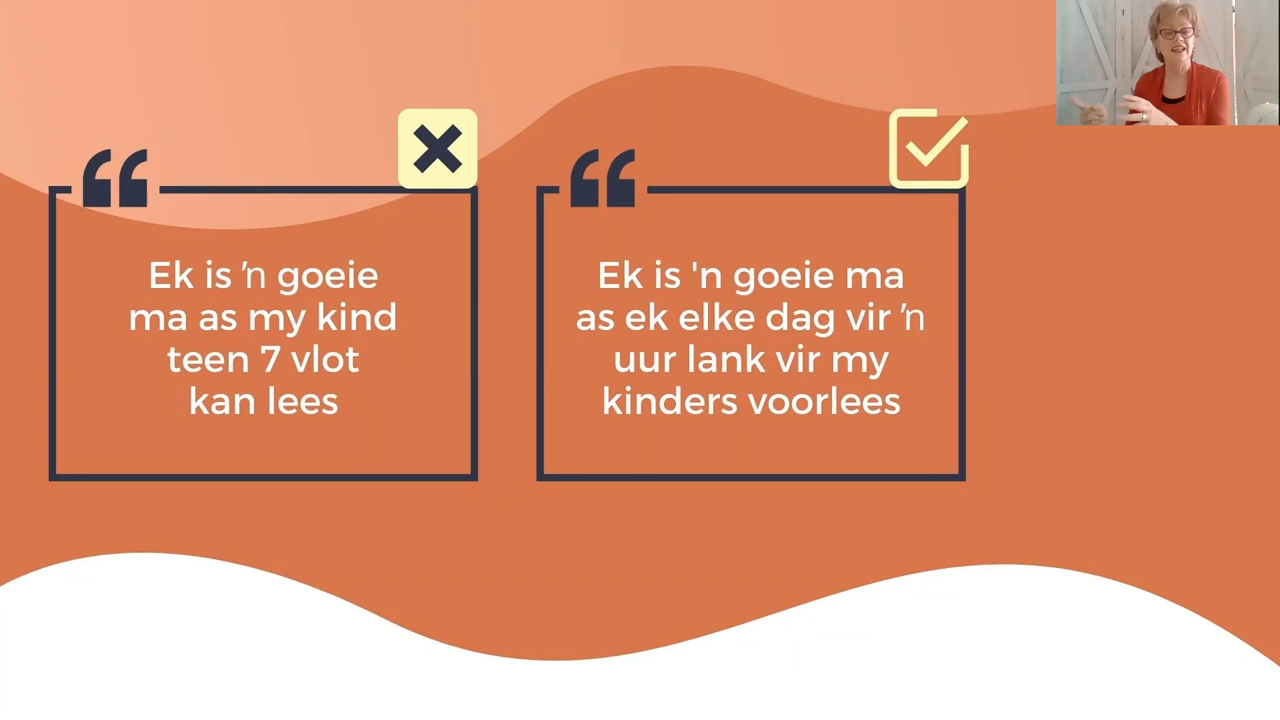 Ek is 'n goeie
ma as my kind
teen 7 vlot
kan lees
Ek is 'n goeie ma
as ek elke dag vir 'n
uur lank vir my
kinders voorlees